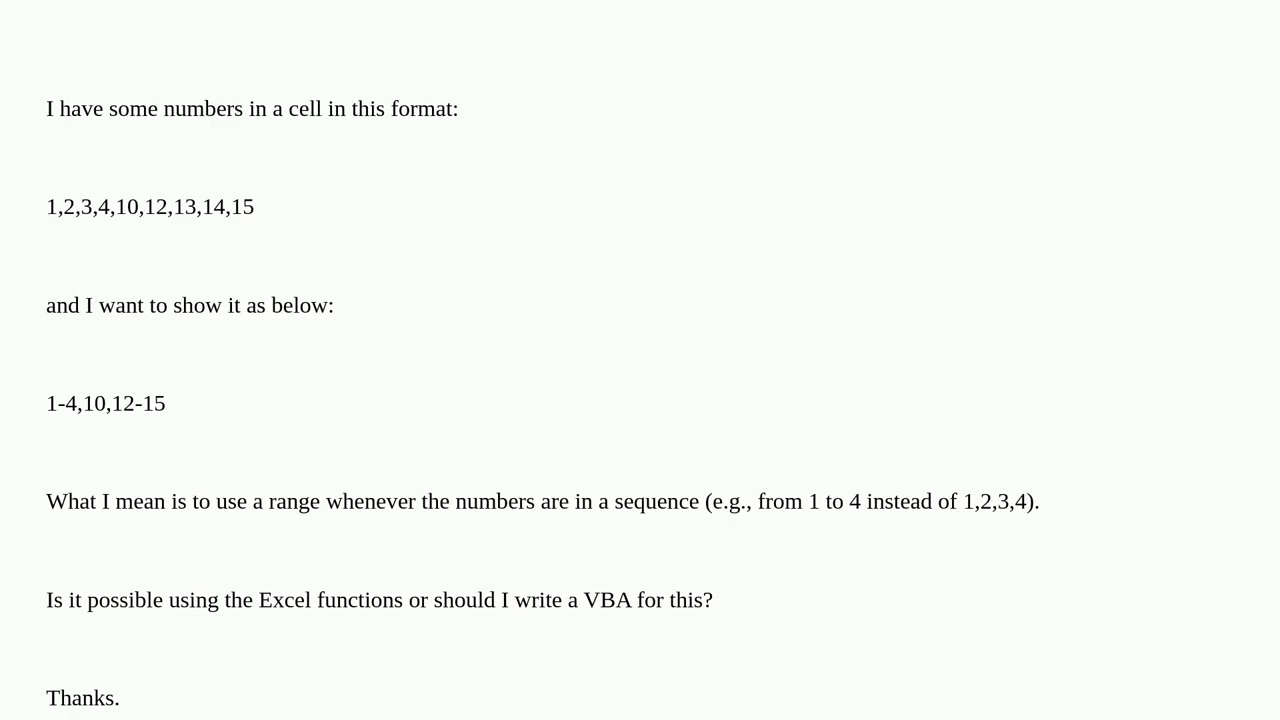 I have some numbers in a cell in this format:
1,2,3,4,10,12,13,14,15
and I want to show it as below:
1-4,10,12-15
What I mean is to use a range whenever the numbers are in a sequence (e.g., from 1 to 4 instead of 1,2,3,4).
Is it possible using the Excel functions or should I write a VBA for this?
Thanks.